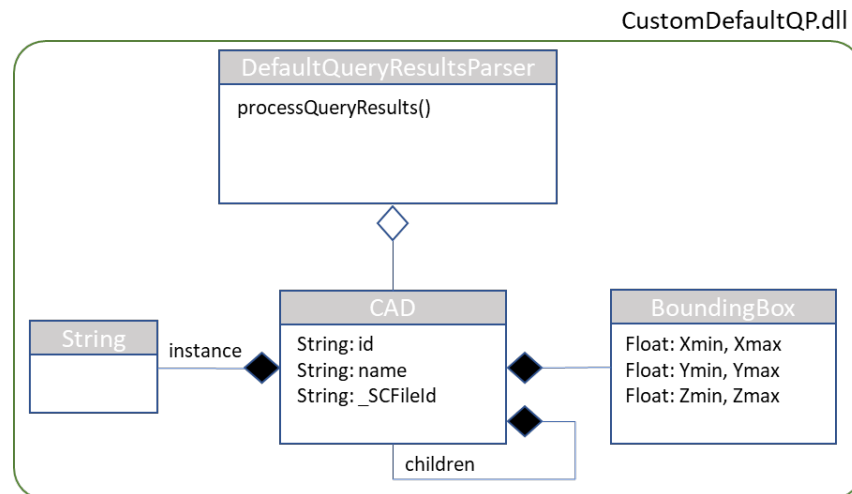 CustomDefaultQP.dll
DefaultQueryResultsParser
processQueryResults()
CAD
String: id
String: name
String: _SCFileId
String
instance
BoundingBox
Float: Xmin, Xmax
Float: Ymin, Ymax
Float: Zmin, Zmax
children